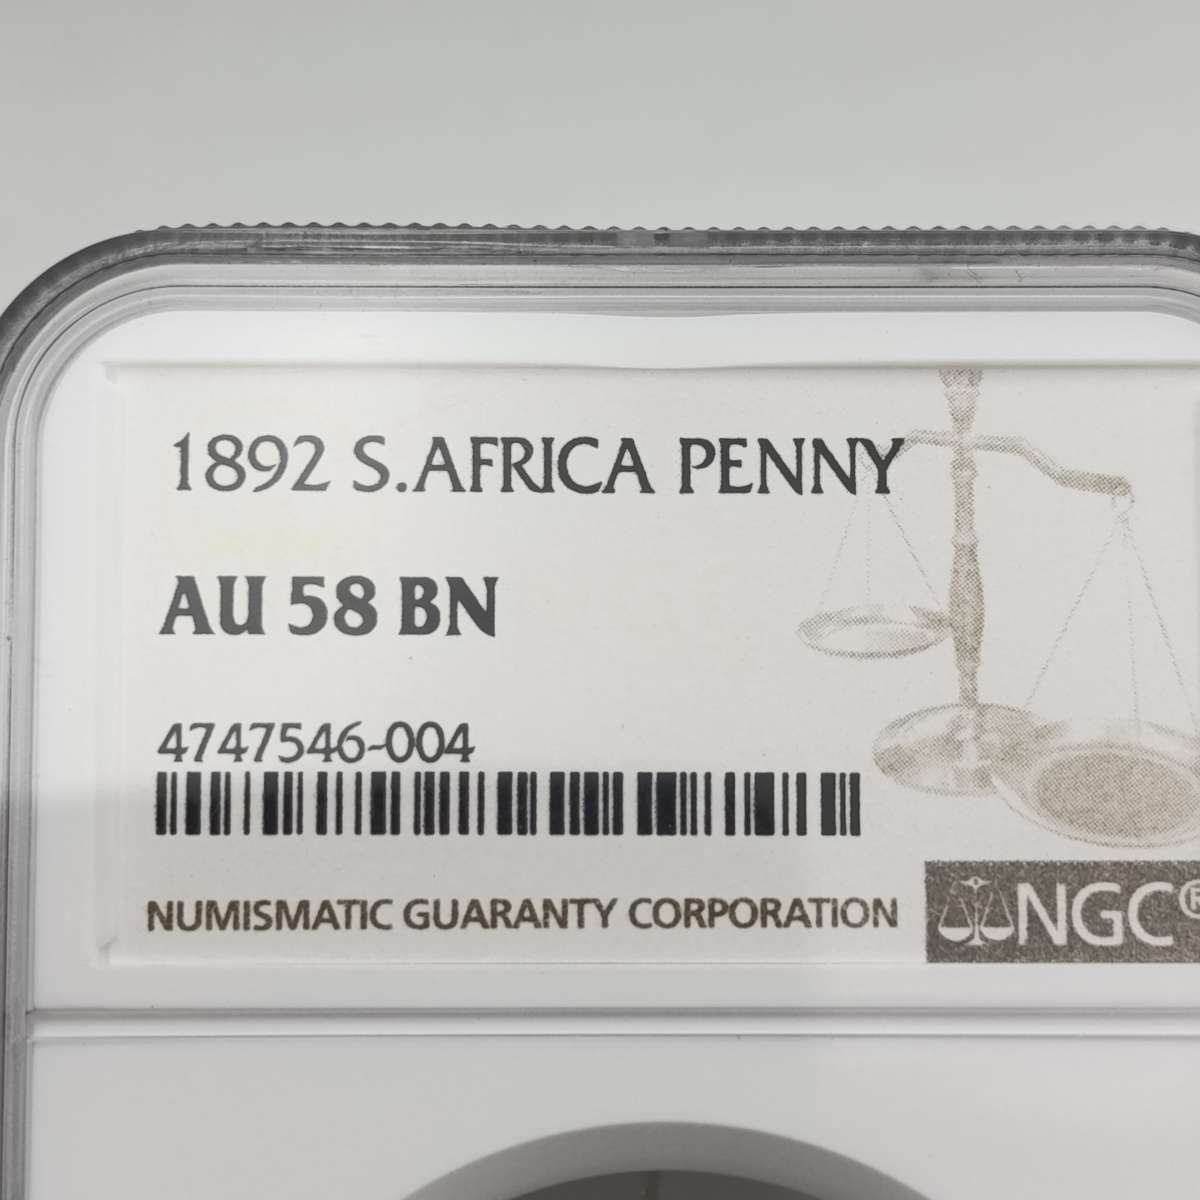 1892 S.AFRICA PENNY
AU 58 BN
4747546-004
NUMISMATIC GUARANTY CORPORATION
NGC®